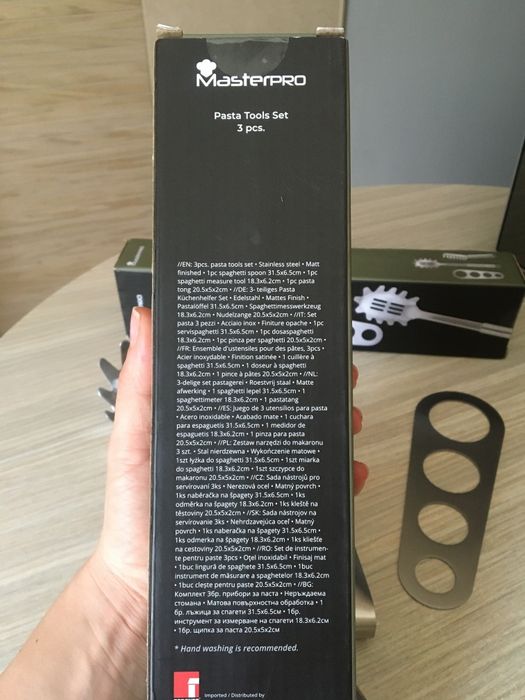 MASTERPRO
Pasta Tools Set
3 pcs.
//EN: 3pcs. pasta tools set • Stainless steel • Matt
finished • 1pc spaghetti spoon 31.5x6.5cm • 1pc
spaghetti measure tool 18.3x6.2cm • 1pc pasta
tong 20.5x5x2cm • //DE: 3- teiliges Pasta
Küchenhelfer Set • Edelstahl • Mattes Finish •
Pastalöffel 31.5x6.5cm • Spaghettimesswerkzeug
18.3x6.2cm • Nudelzange 20.5x5x2cm • //IT: Set
pasta 3 pezzi • Acciaio inox • Finiture opache • 1pc
servispaghetti 31.5x6.5cm • 1pc dosaspaghetti
18.3x6.2cm • 1pc pinza per spaghetti 20.5x5x2cm •
//FR: Ensemble d'ustensiles pour des pâtes, 3pcs •
Acier inoxydable • Finition satinée • 1 cuillère à
spaghetti 31.5x6.5cm • 1 doseur à spaghetti
18.3x6.2cm • 1 pince à pâtes 20.5x5x2cm • //NL:
3-delige set pastagerei • Roestvrij staal • Matte
afwerking • 1 spaghetti lepel 31.5x6.5cm • 1
spaghettimeter 18.3x6.2cm • 1 pastatang
20.5x5x2cm • //ES: Juego de 3 utensilios para pasta
• Acero inoxidable • Acabado mate • 1 cuchara
para espaguetis 31.5x6.5cm • 1 medidor de
espaguetis 18.3x6.2cm • 1 pinza para pasta
20.5x5x2cm • //PL: Zestaw narzędzi do makaronu
3 szt. • Stal nierdzewna • Wykończenie matowe •
1szt łyżka do spaghetti 31.5x6.5cm • 1szt miarka
do spaghetti 18.3x6.2cm • 1szt szczypce do
makaronu 20.5x5x2cm • //CZ: Sada nástrojů pro
servírovaní 3ks • Nerezová ocel • Matný povrch •
1ks naběračka na špagety 31.5x6.5cm • 1ks
odměrka na špagety 18.3x6.2cm • 1ks kleště na
těstoviny 20.5x5x2cm • //SK: Sada nástrojov na
servírovanie 3ks • Nehrdzavejúca oceľ • Matný
povrch • 1ks naberačka na špagety 31.5x6.5cm •
1ks odmerka na špagety 18.3x6.2cm • 1ks kliešte
na cestoviny 20.5x5x2cm • //RO: Set de instrumen-
te pentru paste 3pcs • Oțel inoxidabil • Finisaj mat •
1buc lingură de spaghete 31.5x6.5cm • 1buc
instrument de măsurare a spaghetelor 18.3x6.2cm
• 1buc clește pentru paste 20.5x5x2cm • //BG:
Комплект 3бр. прибори за паста • Неръждаема
стомана • Матова повърхностна обработка • 1
бр. лъжица за спагети 31.5x6.5cм • 1бр.
инструмент за измерване на спагети 18.3x6.2cм
• 1бр. щипка за паста 20.5x5x2cм
* Hand washing is recommended.
Imported / Distributed by